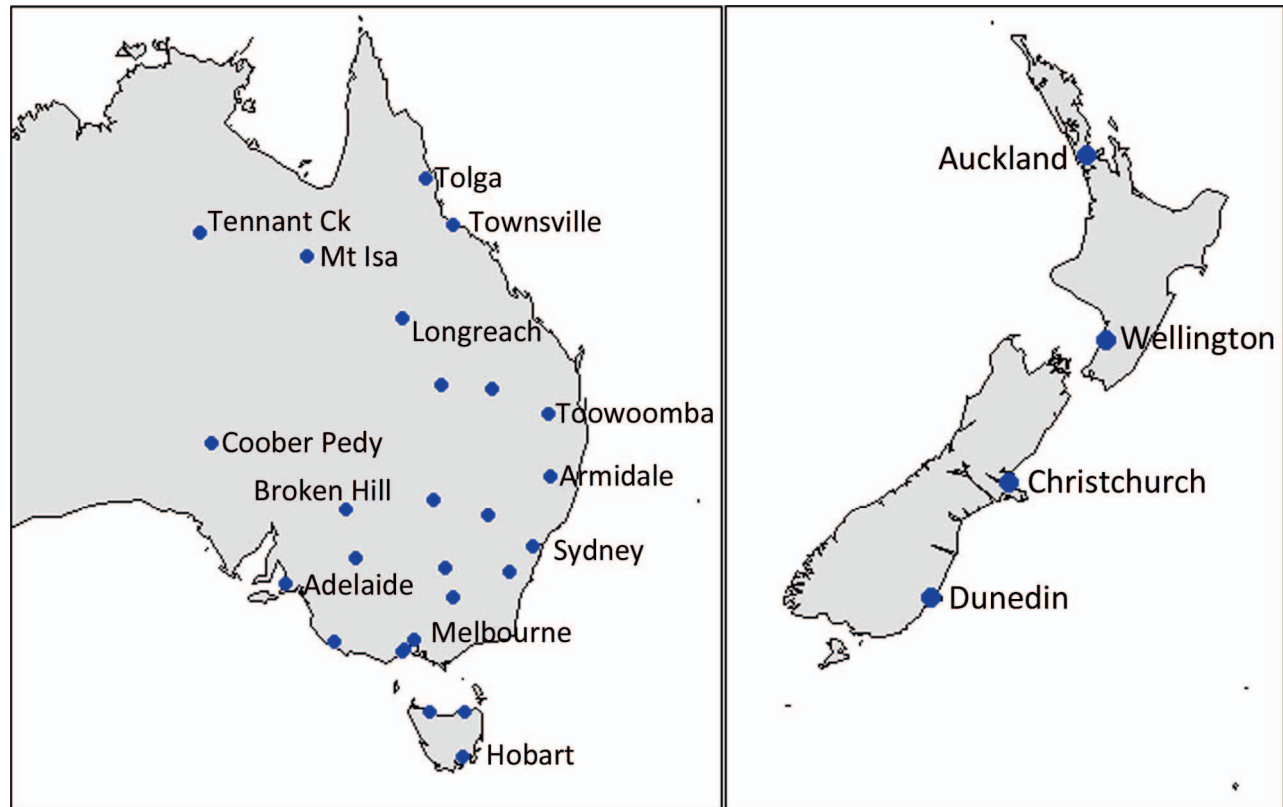 Tolga
Tennant Ck
Townsville
Mt Isa
Longreach
Toowoomba
Coober Pedy
Armidale
Broken Hill
Sydney
Adelaide
Melbourne
Hobart
Auckland
Wellington
Christchurch
Dunedin